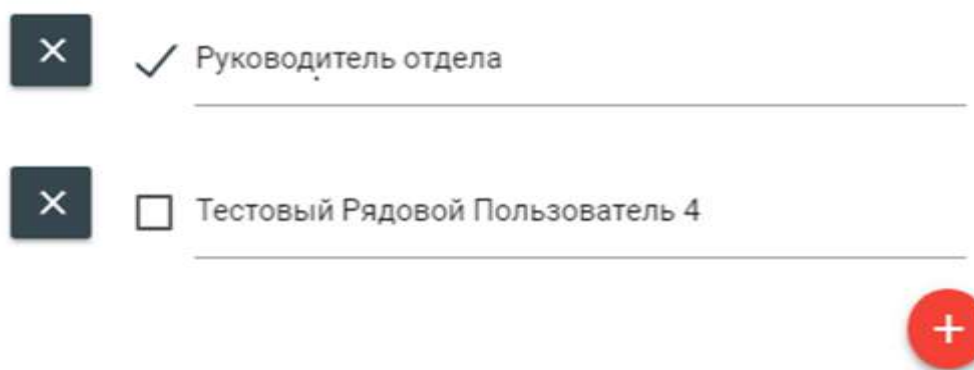 Руководитель отдела
Тестовый Рядовой Пользователь 4